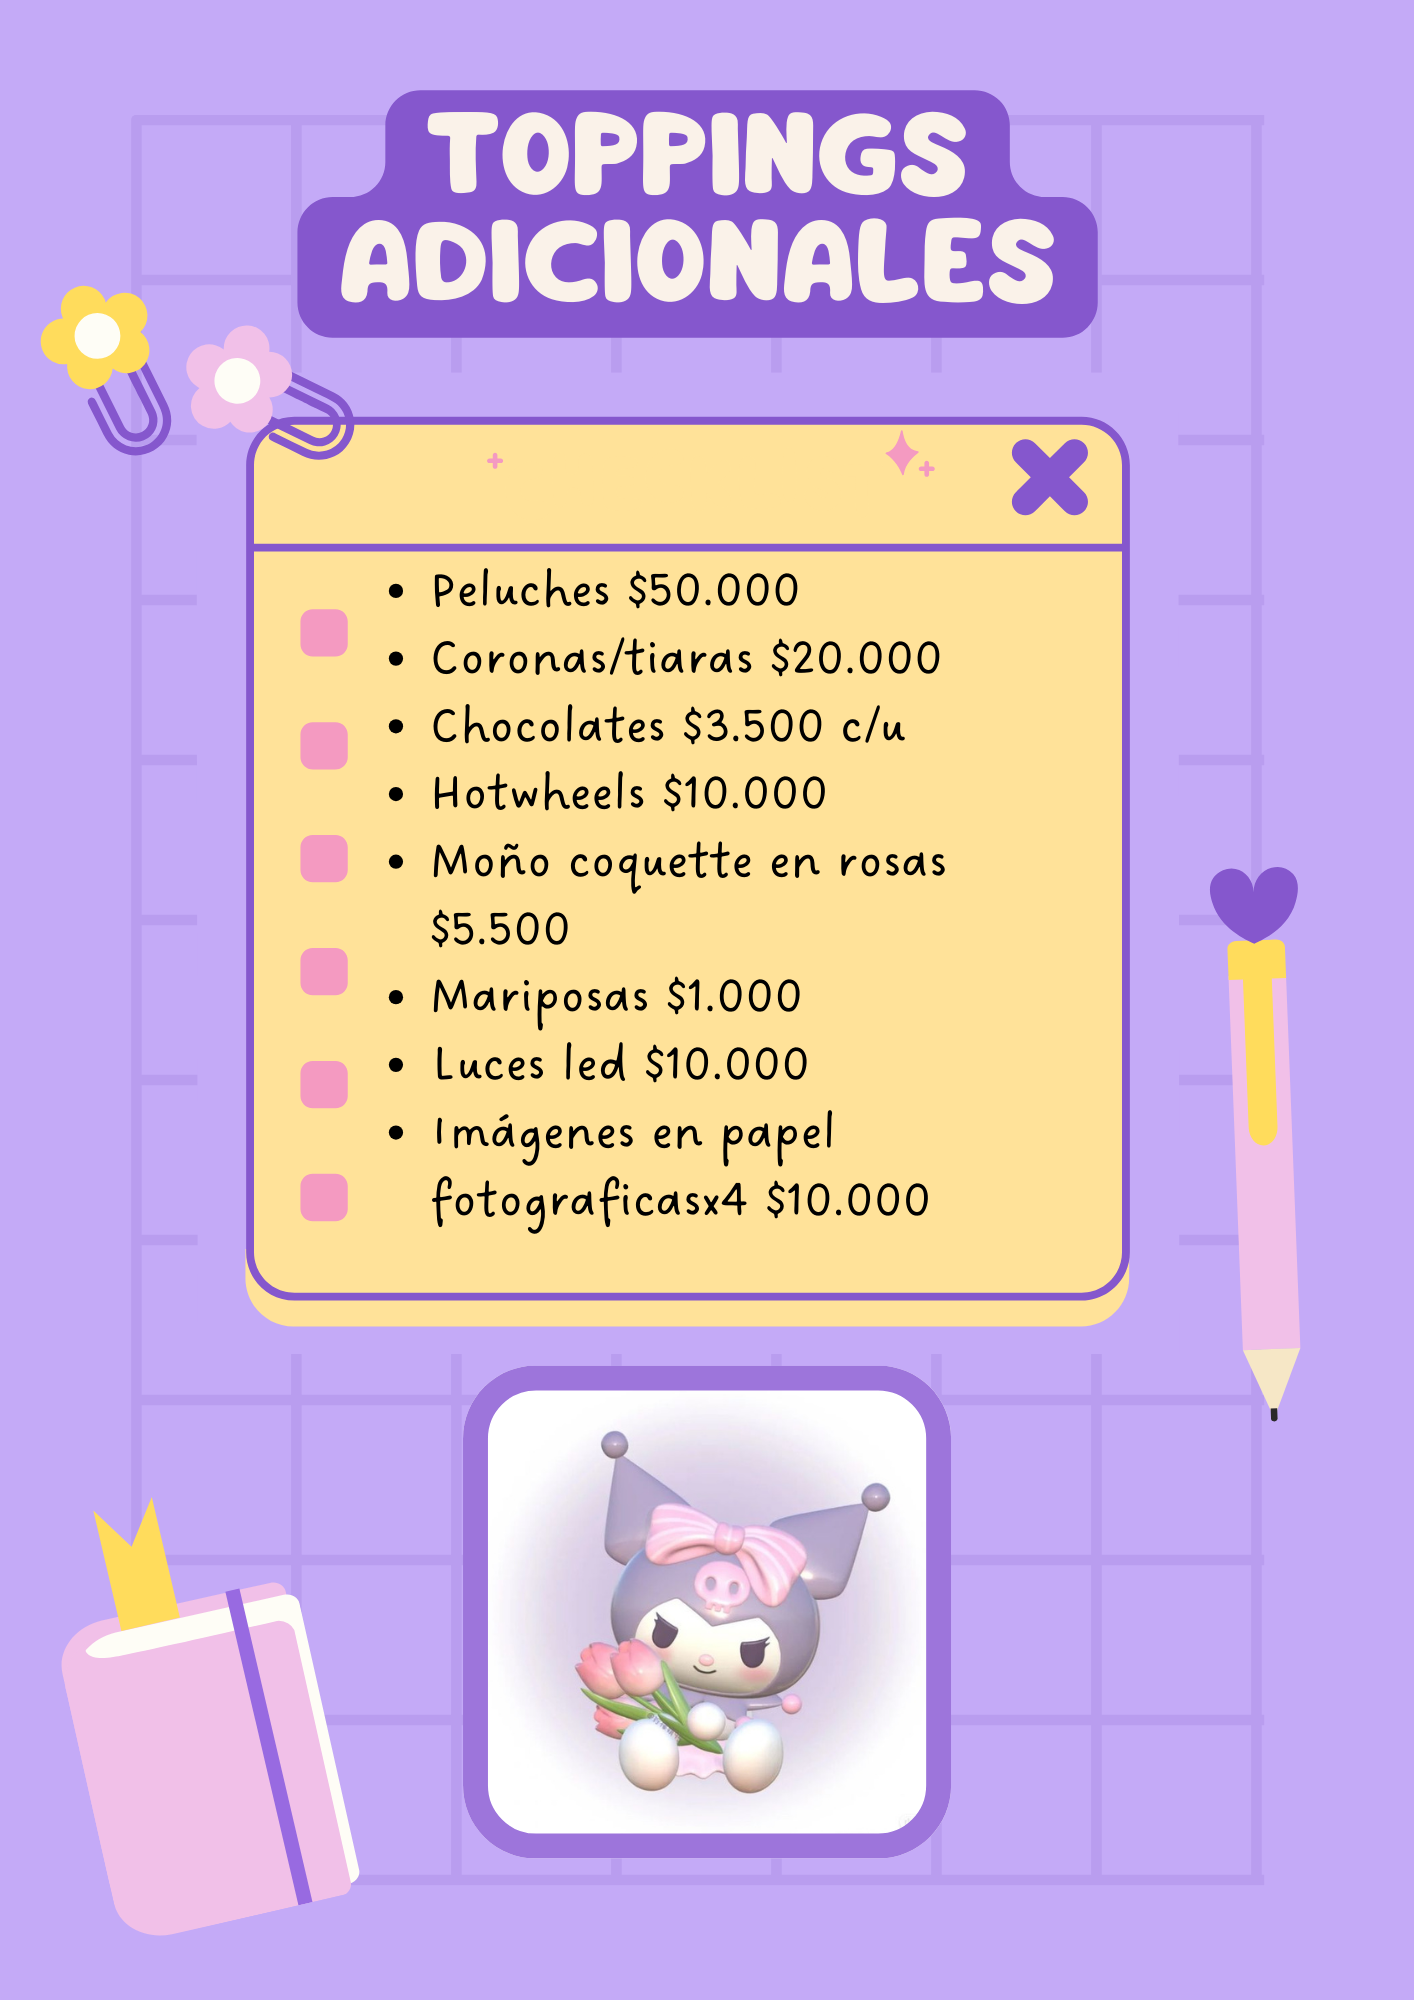 TOPPINGS
ADICIONALES
• Peluches $50.000
• Coronas/tiaras $20.000
• Chocolates $3.500 c/u
• Hotwheels $10.000
• Moño coquette en rosas
$5.500
• Mariposas $1.000
• Luces led $10.000
• Imágenes en papel
fotograficasx4 $10.000